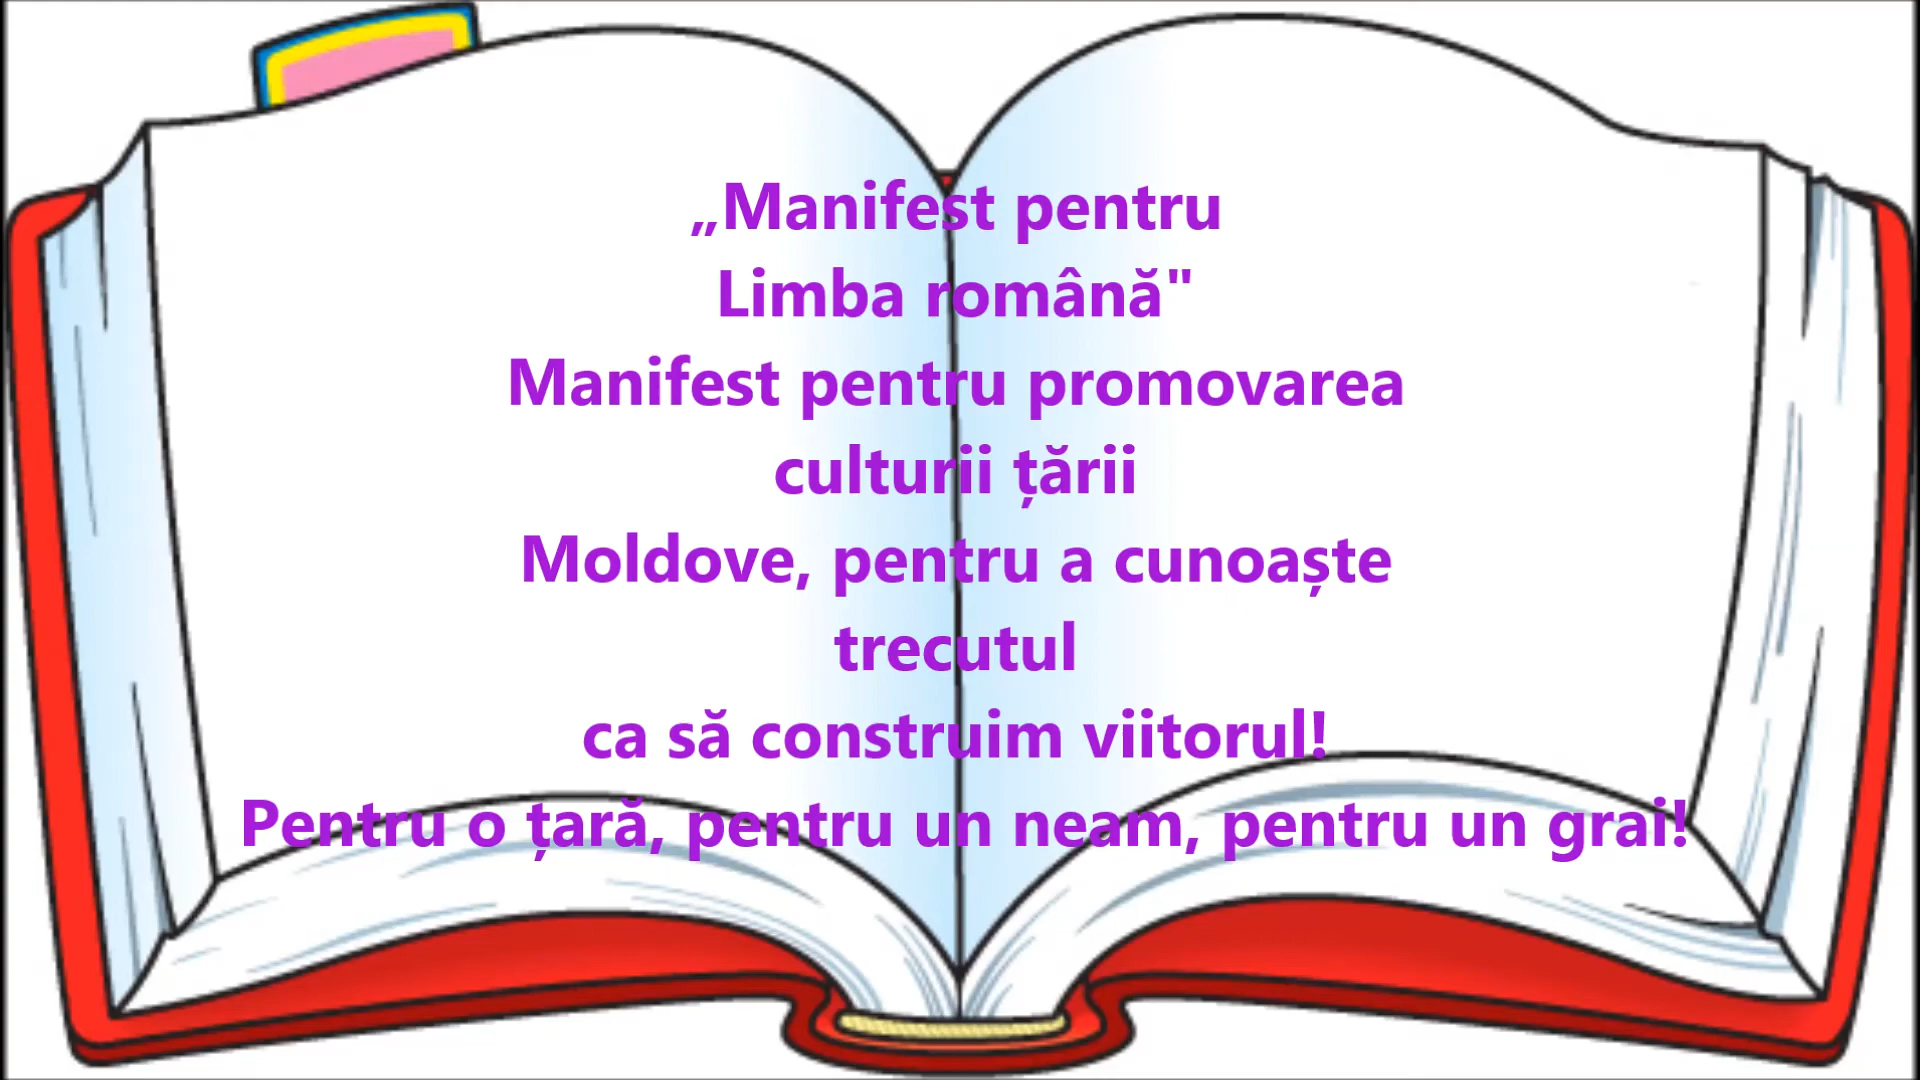 „Manifest pentru
Limba română"
Manifest pentru promovarea
culturii țării
Moldove, pentru a cunoaște
trecutul
ca să construim viitorul!
Pentru o țară, pentru un neam, pentru un grai!